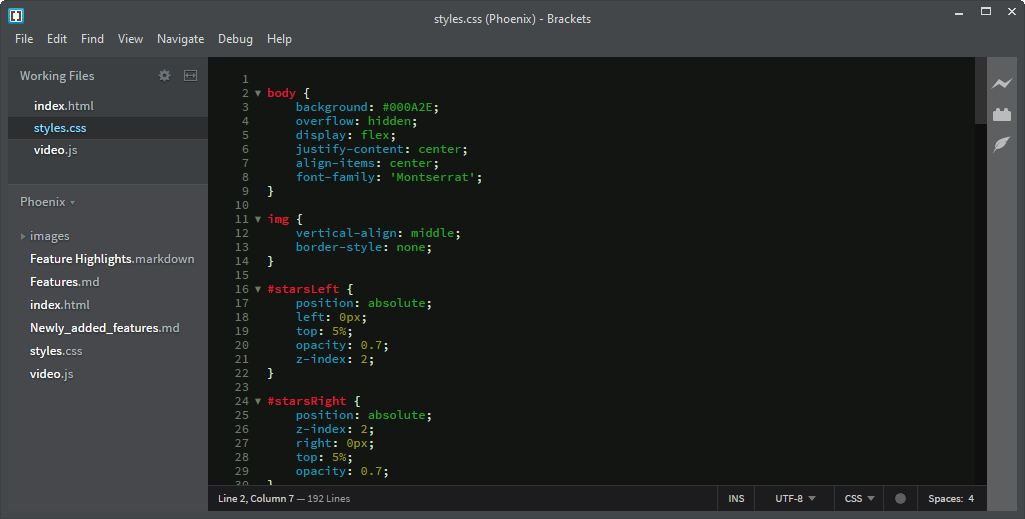 styles.css (Phoenix) - Brackets
File Edit Find View Navigate Debug Help
Working Files
index.html
styles.css
video.js
Phoenix
images
Feature Highlights.markdown
Features.md
index.html
Newly_added_features.md
styles.css
video.js
1
2 body {
3 background: #000A2E;
4 overflow: hidden;
5 display: flex;
6 justify-content: center;
7 align-items: center;
8 font-family: 'Montserrat';
9 }
10
11 img {
12 vertical-align: middle;
13 border-style: none;
14 }
15
16 #starsLeft {
17 position: absolute;
18 left: 0px;
19 top: 5%;
20 opacity: 0.7;
21 z-index: 2;
22 }
23
24 #starsRight {
25 position: absolute;
26 z-index: 2;
27 right: 0px;
28 top: 5%;
29 opacity: 0.7;
30 }
Line 2, Column 7 — 192 Lines INS UTF-8 CSS Spaces: 4